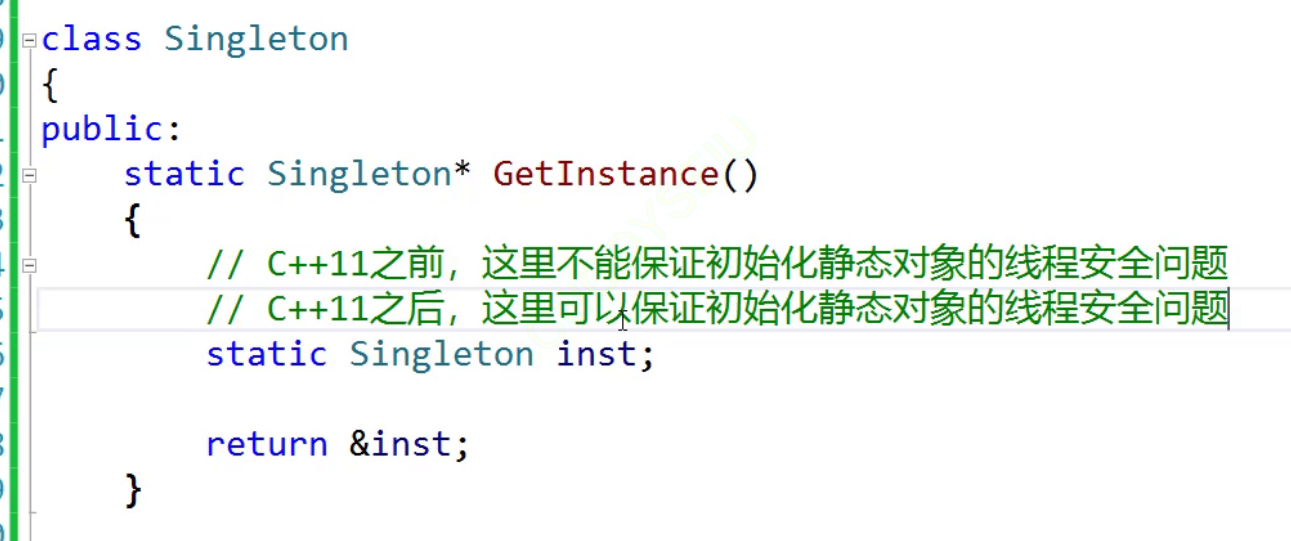 class Singleton
{
public:
    static Singleton* GetInstance()
    {
        // C++11之前，这里不能保证初始化静态对象的线程安全问题
        // C++11之后，这里可以保证初始化静态对象的线程安全问题
        static Singleton inst;
        return &inst;
    }